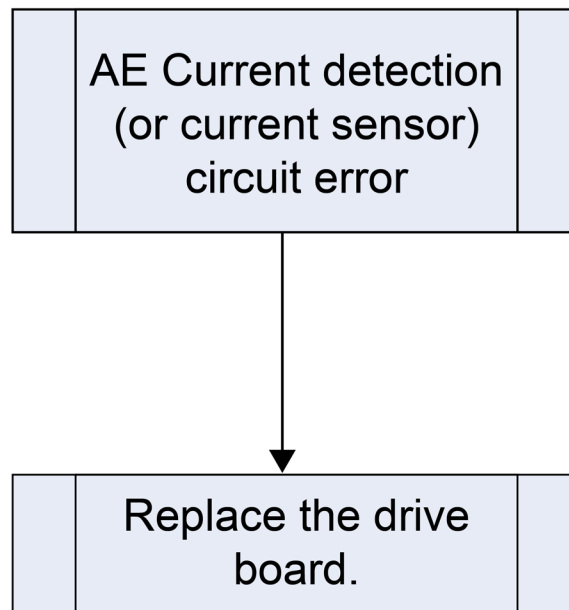 AE Current detection
(or current sensor)
circuit error
Replace the drive
board.